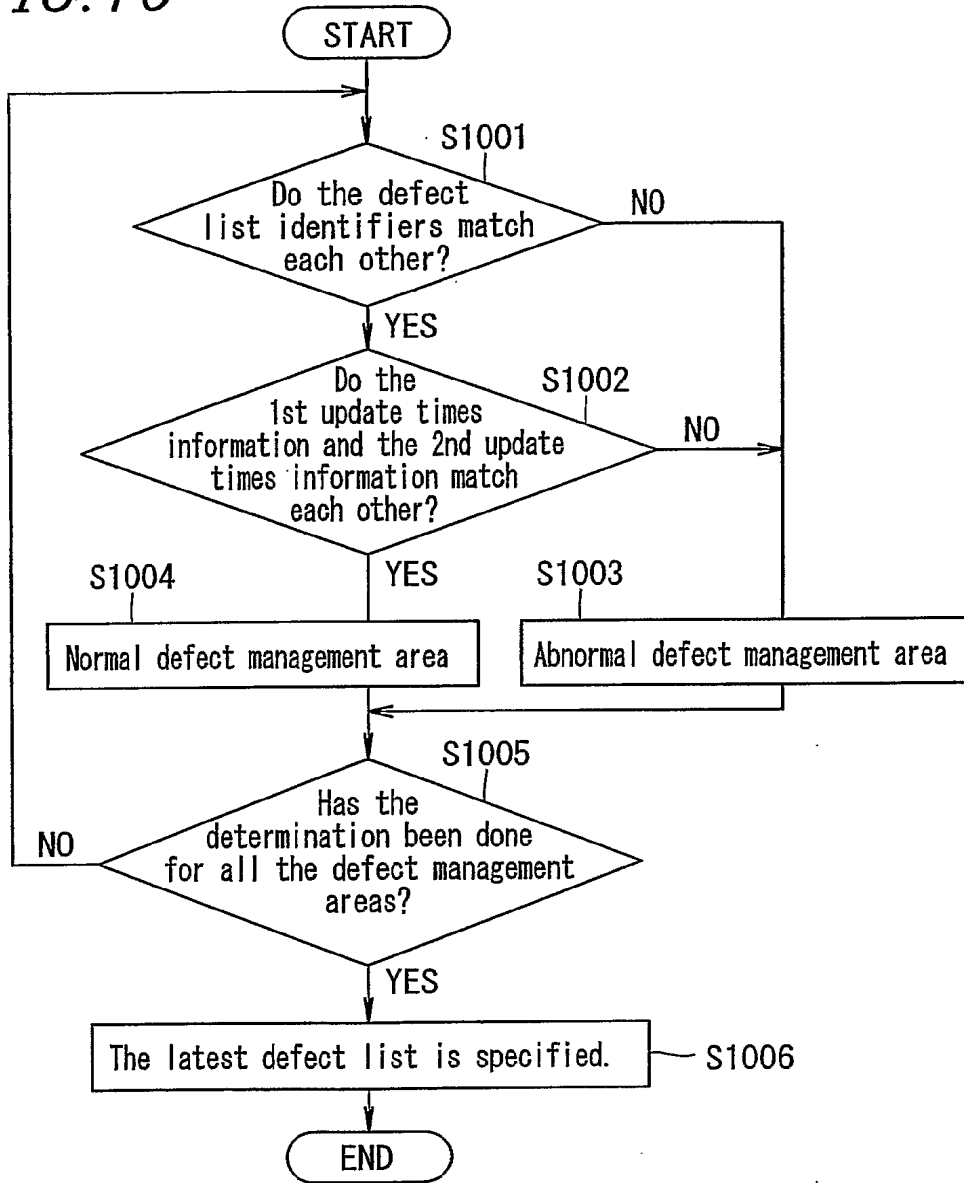 START
S1001
Do the defect
list identifiers match
each other?
NO
YES
S1002
Do the
1st update times
information and the 2nd update
times information match
each other?
NO
YES
S1004
S1003
Normal defect management area
Abnormal defect management area
S1005
Has the
determination been done
for all the defect management
areas?
NO
YES
The latest defect list is specified.
S1006
END